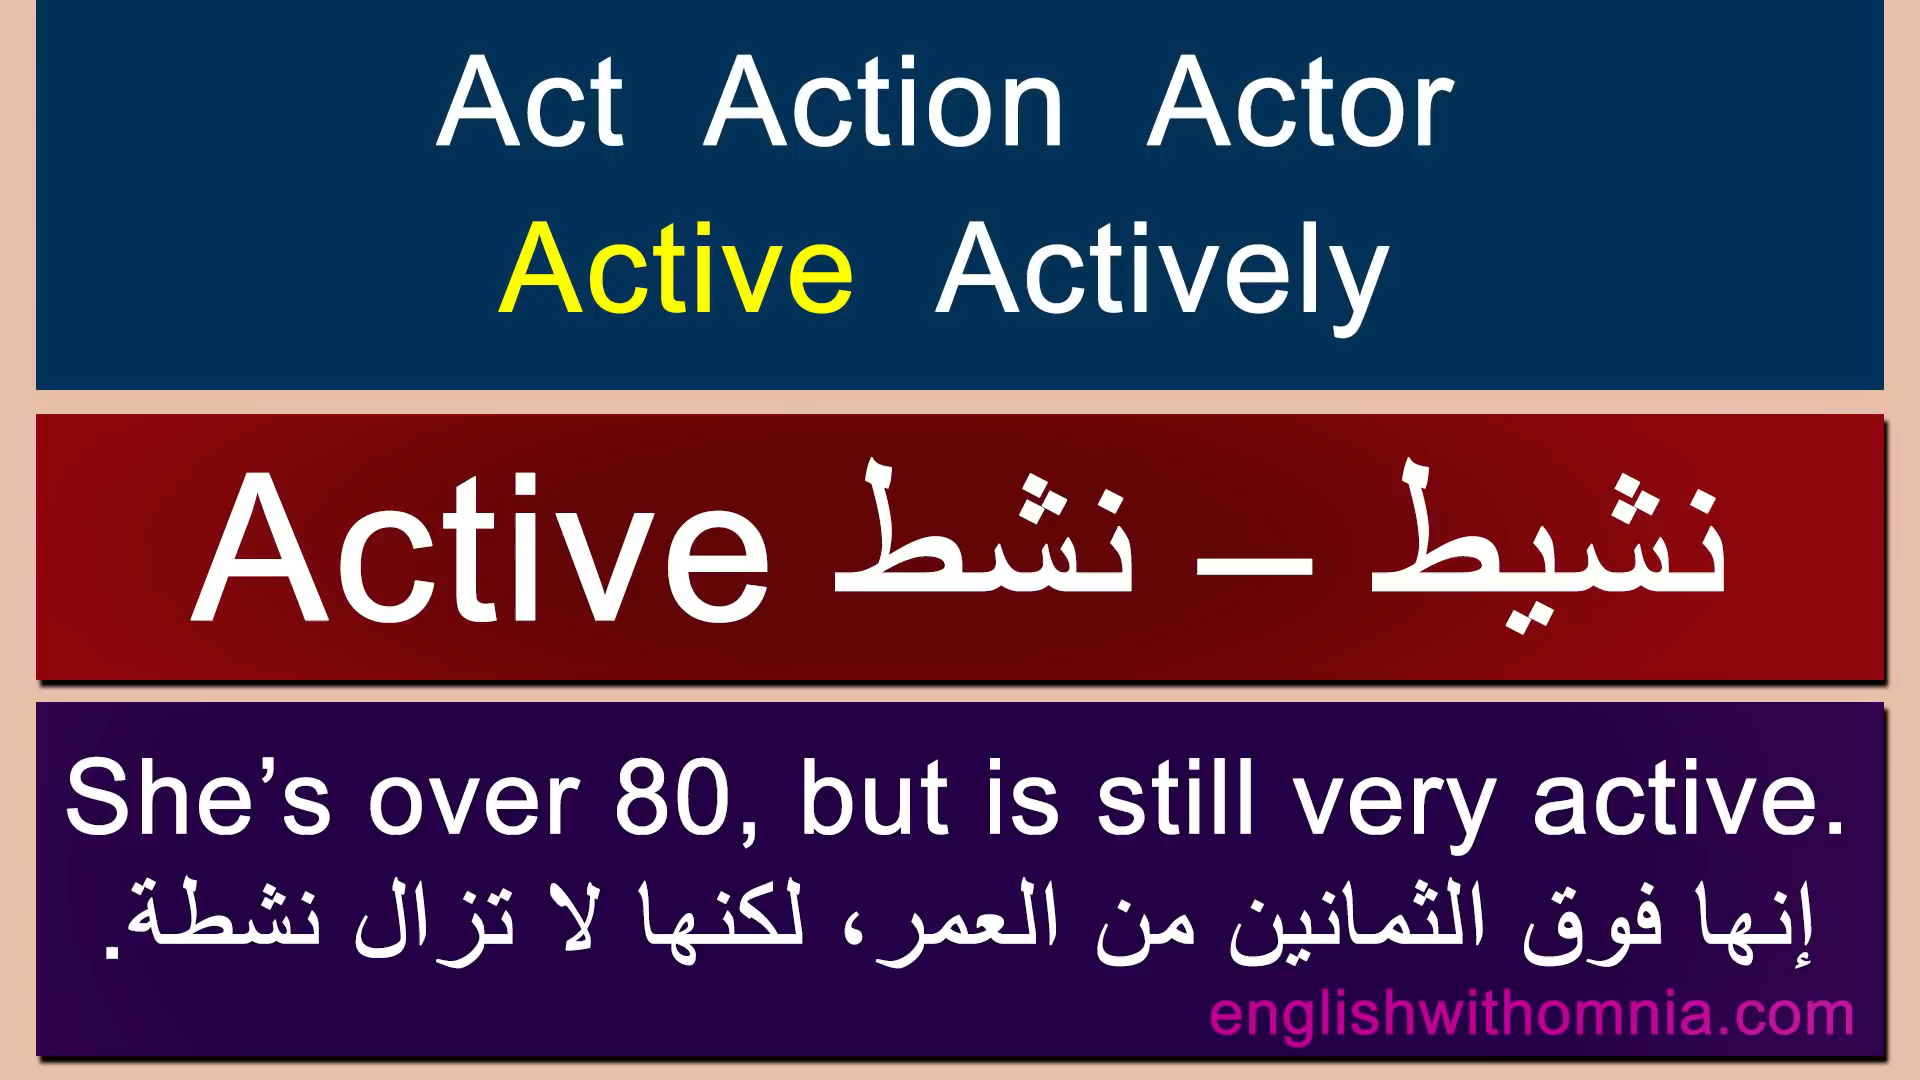 Act Action Actor
Active Actively
Active نشيط – نشط
She’s over 80, but is still very active.
إنها فوق الثمانين من العمر، لكنها لا تزال نشطة.
englishwithomnia.com